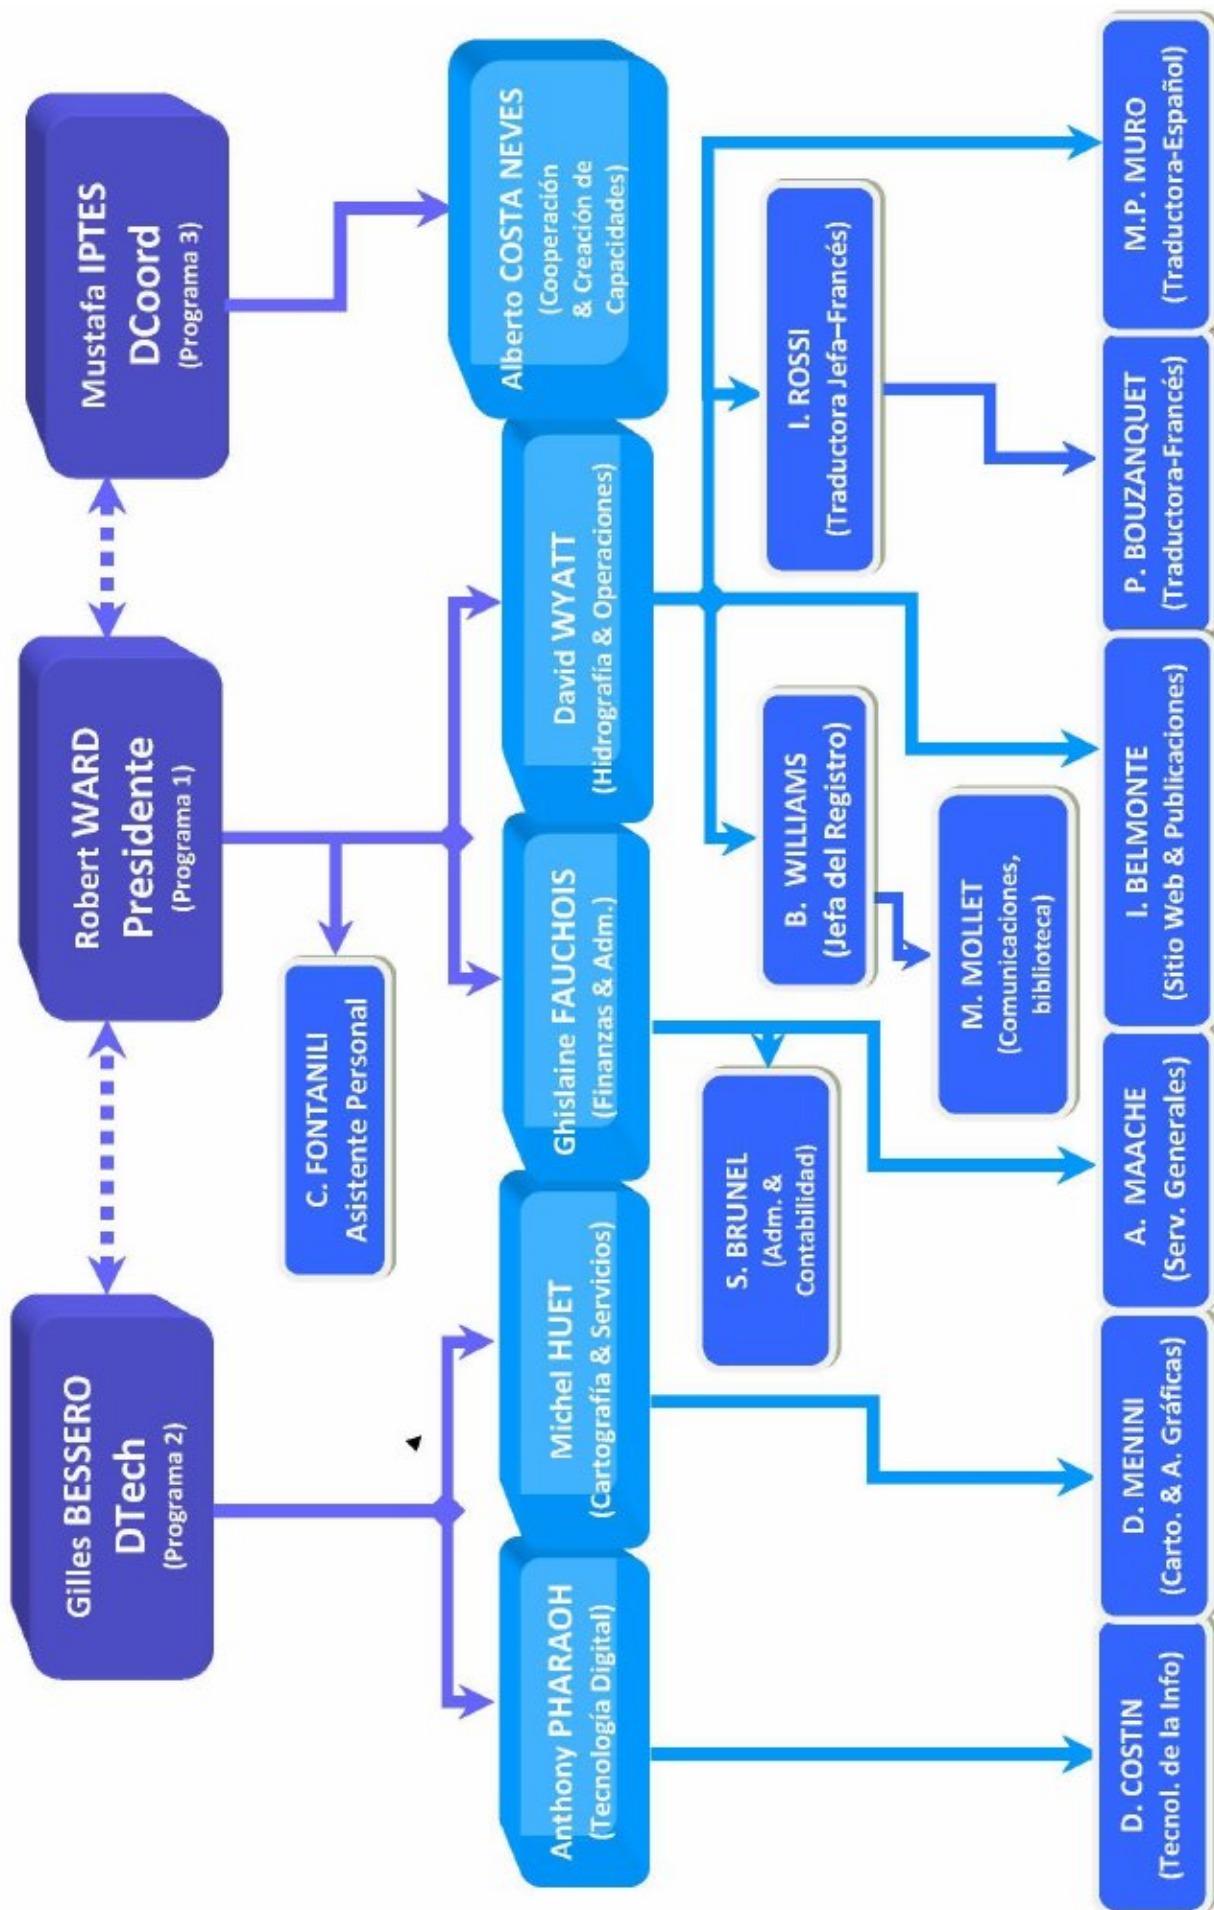 Gilles BESSERO
DTech
(Programa 2)
Robert WARD
Presidente
(Programa 1)
Mustafa IPTES
DCoord
(Programa 3)
C. FONTANILI
Asistente Personal
Anthony PHARAOH
(Tecnología Digital)
Michel HUET
(Cartografía & Servicios)
Ghislaine FAUCHOIS
(Finanzas & Adm.)
David WYATT
(Hidrografía & Operaciones)
Alberto COSTA NEVES
(Cooperación
& Creación de
Capacidades)
S. BRUNEL
(Adm. &
Contabilidad)
B. WILLIAMS
(Jefa del Registro)
I. ROSSI
(Traductora Jefa–Francés)
M. MOLLET
(Comunicaciones,
biblioteca)
D. COSTIN
(Tecnol. de la Info)
D. MENINI
(Carto. & A. Gráficas)
A. MAACHE
(Serv. Generales)
I. BELMONTE
(Sitio Web & Publicaciones)
P. BOUZANQUET
(Traductora-Francés)
M.P. MURO
(Traductora-Español)